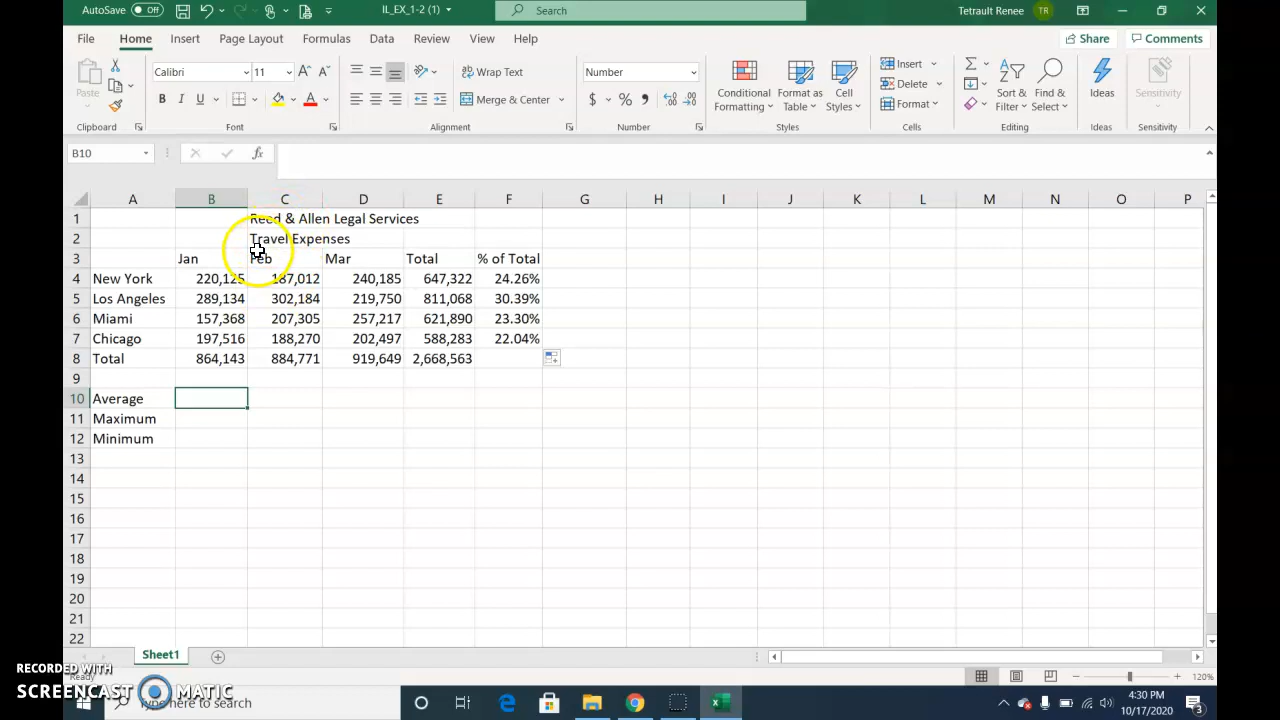 AutoSave Off IL_EX_1-2 (1) Search Tetrault Renee TR
File Home Insert Page Layout Formulas Data Review View Help Share Comments
Paste Calibri 11 Wrap Text Number Conditional Formatting Format as Table Cell Styles Insert Sort & Filter Find & Select Ideas Sensitivity
B I U Merge & Center $ % , Delete
Format
Clipboard Font Alignment Number Styles Cells Editing Ideas Sensitivity
B10 fx
A B C D E F G H I J K L M N O P
1 Reed & Allen Legal Services
2 Travel Expenses
3 Jan Feb Mar Total % of Total
4 New York 220,125 187,012 240,185 647,322 24.26%
5 Los Angeles 289,134 302,184 219,750 811,068 30.39%
6 Miami 157,368 207,305 257,217 621,890 23.30%
7 Chicago 197,516 188,270 202,497 588,283 22.04%
8 Total 864,143 884,771 919,649 2,668,563
9
10 Average
11 Maximum
12 Minimum
13
14
15
16
17
18
19
20
21
22
Sheet1
RECORDED WITH
Ready 120%
SCREENCAST MATIC
Type here to search
4:30 PM
10/17/2020
3